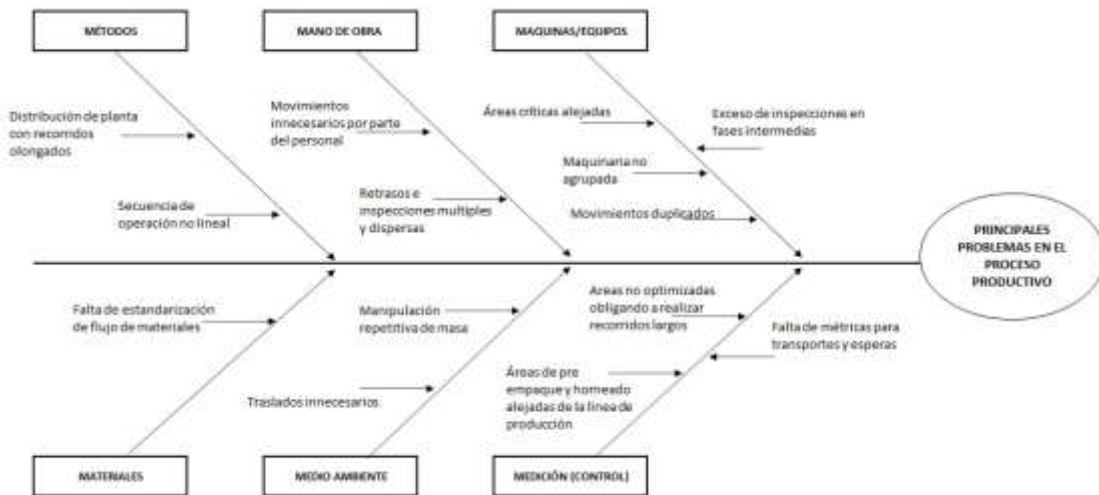 MÉTODOS
MANO DE OBRA
MAQUINAS/EQUIPOS
Distribución de planta
con recorridos
olongados
Secuencia de
operación no lineal
Movimientos
innecesarios por parte
del personal
Retrasos e
inspecciones multiples
y dispersas
Áreas críticas alejadas
Exceso de inspecciones en
fases intermedias
Maquinaria no
agrupada
Movimientos duplicados
PRINCIPALES
PROBLEMAS EN EL
PROCESO
PRODUCTIVO
Falta de estandarización
de flujo de materiales
Manipulación
repetitiva de masa
Traslados innecesarios
Areas no optimizadas
obligando a realizar
recorridos largos
Falta de métricas para
transportes y esperas
Áreas de pre
empaque y horneado
alejadas de la linea de
producción
MATERIALES
MEDIO AMBIENTE
MEDICIÓN (CONTROL)